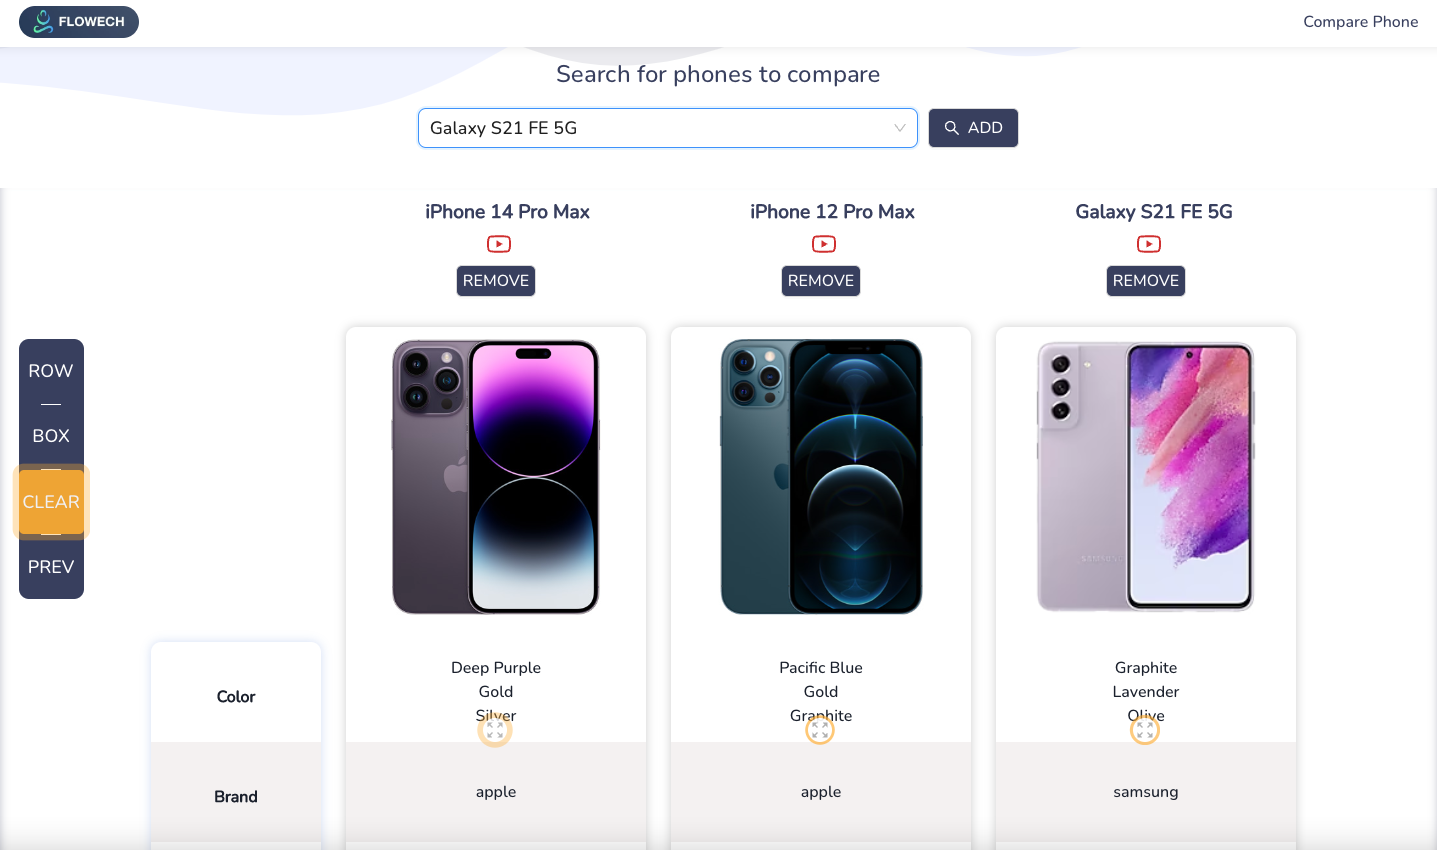 FLOWECH
Compare Phone
Search for phones to compare
Galaxy S21 FE 5G
ADD
iPhone 14 Pro Max
iPhone 12 Pro Max
Galaxy S21 FE 5G
REMOVE
REMOVE
REMOVE
ROW
BOX
CLEAR
PREV
SAMSUNG
Color
Deep Purple
Gold
Silver
Pacific Blue
Gold
Graphite
Graphite
Lavender
Olive
Brand
apple
apple
samsung